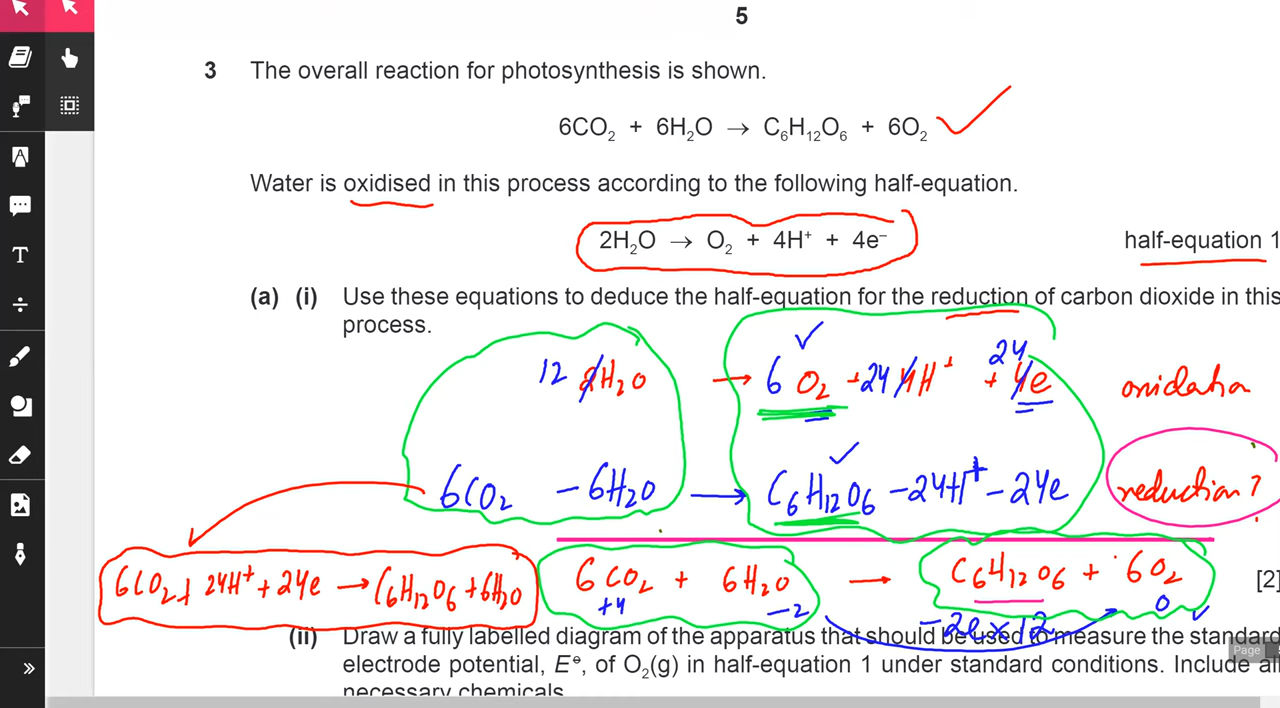 5
3 The overall reaction for photosynthesis is shown.
6CO₂ + 6H₂O → C₆H₁₂O₆ + 6O₂ ✓
Water is oxidised in this process according to the following half-equation.
2H₂O → O₂ + 4H⁺ + 4e⁻ half-equation 1
(a) (i) Use these equations to deduce the half-equation for the reduction of carbon dioxide in this
process.
12 2H₂O → 6 O₂ + 24 4H⁺ + 24 4e oxidation
6CO₂ - 6H₂O → C₆H₁₂O₆ - 24H⁺ - 24e reduction?
6CO₂ + 24H⁺ + 24e → C₆H₁₂O₆ + 6H₂O 6CO₂ + 6H₂O → C₆H₁₂O₆ + 6O₂ [2]
+4 -2 0 ✓
-2e x 12
(ii) Draw a fully labelled diagram of the apparatus that should be used to measure the standard
electrode potential, E⦵, of O₂(g) in half-equation 1 under standard conditions. Include all
necessary chemicals.
Page